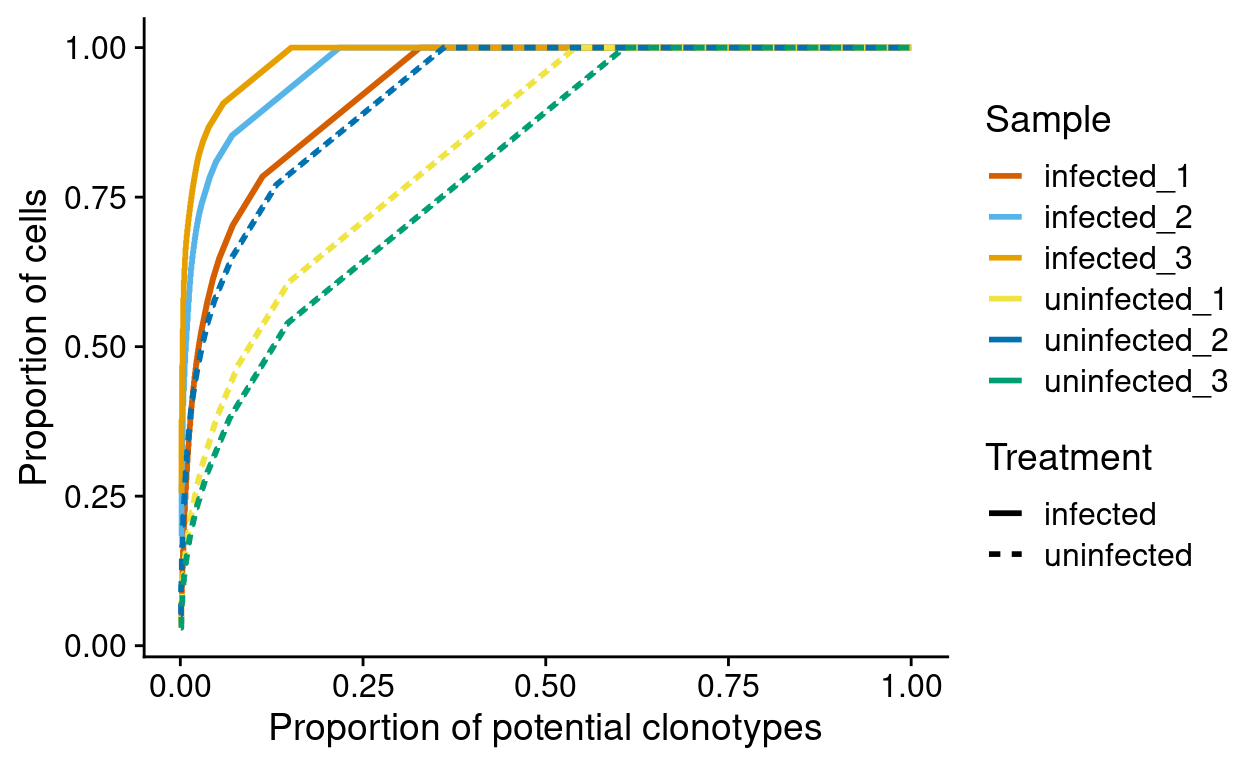 Proportion of cells
1.00
0.75
0.50
0.25
0.00
0.00 0.25 0.50 0.75 1.00
Proportion of potential clonotypes
Sample
infected_1
infected_2
infected_3
uninfected_1
uninfected_2
uninfected_3
Treatment
infected
uninfected